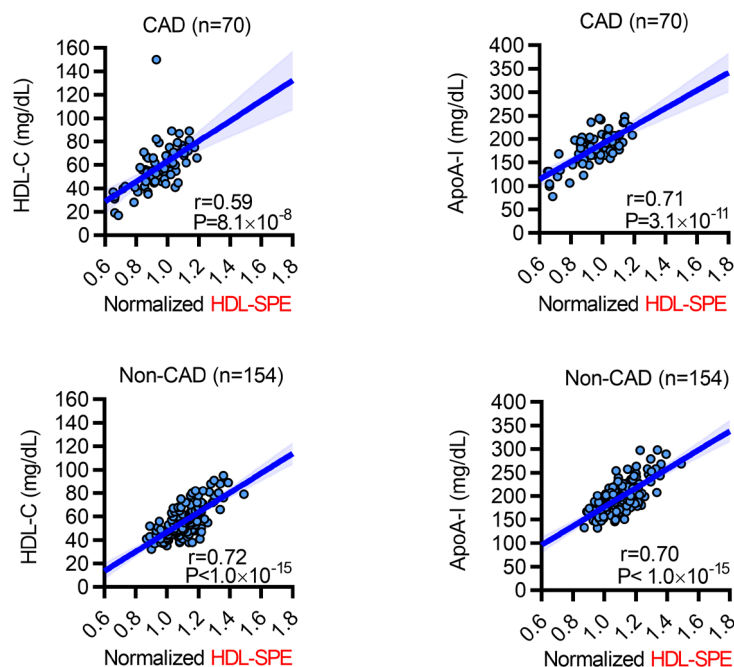 CAD (n=70)
HDL-C (mg/dL)
160
140
120
100
80
60
40
20
0
r=0.59
P=8.1×10⁻⁸
0.6 0.8 1.0 1.2 1.4 1.6 1.8
Normalized HDL-SPE
CAD (n=70)
ApoA-I (mg/dL)
400
350
300
250
200
150
100
50
0
r=0.71
P=3.1×10⁻¹¹
0.6 0.8 1.0 1.2 1.4 1.6 1.8
Normalized HDL-SPE
Non-CAD (n=154)
HDL-C (mg/dL)
160
140
120
100
80
60
40
20
0
r=0.72
P<1.0×10⁻¹⁵
0.6 0.8 1.0 1.2 1.4 1.6 1.8
Normalized HDL-SPE
Non-CAD (n=154)
ApoA-I (mg/dL)
400
350
300
250
200
150
100
50
0
r=0.70
P< 1.0×10⁻¹⁵
0.6 0.8 1.0 1.2 1.4 1.6 1.8
Normalized HDL-SPE